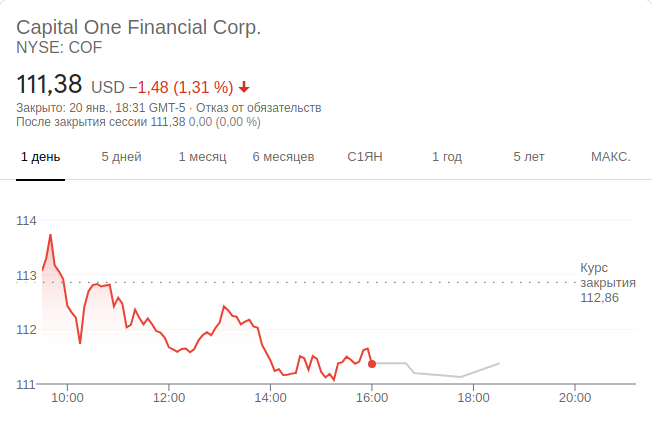 Capital One Financial Corp.
NYSE: COF
111,38 USD −1,48 (1,31 %)
Закрыто: 20 янв., 18:31 GMT-5 · Отказ от обязательств
После закрытия сессии 111,38 0,00 (0,00 %)
1 день 5 дней 1 месяц 6 месяцев С1ЯН 1 год 5 лет МАКС.
114
113
112
111
Курс
закрытия
112,86
10:00 12:00 14:00 16:00 18:00 20:00